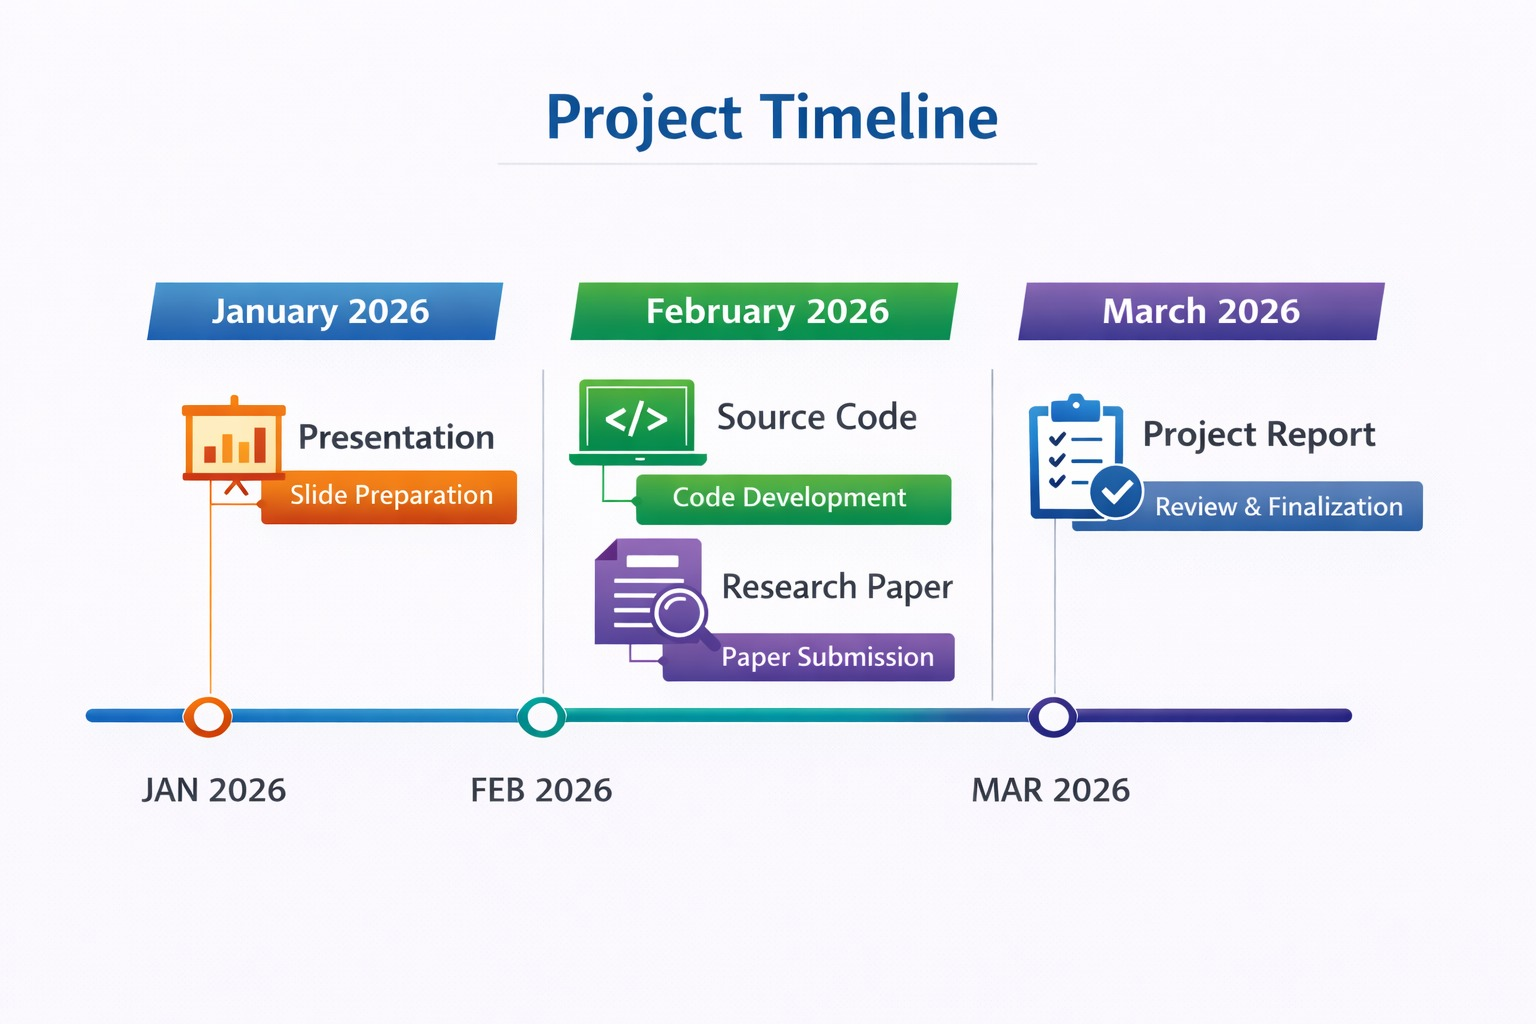 Project Timeline
January 2026
Presentation
Slide Preparation
February 2026
</>
Source Code
Code Development
Research Paper
Paper Submission
March 2026
Project Report
Review & Finalization
JAN 2026
FEB 2026
MAR 2026